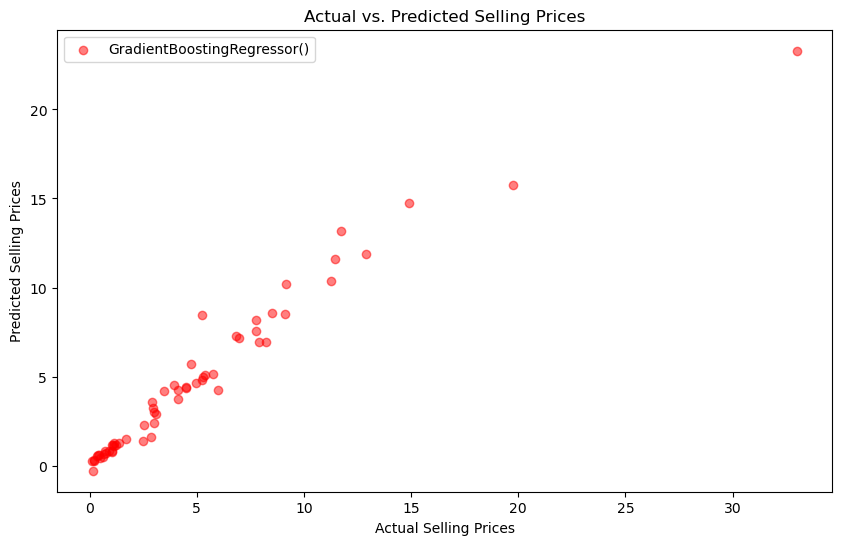 Actual vs. Predicted Selling Prices
GradientBoostingRegressor()
Predicted Selling Prices
20
15
10
5
0
0 5 10 15 20 25 30
Actual Selling Prices